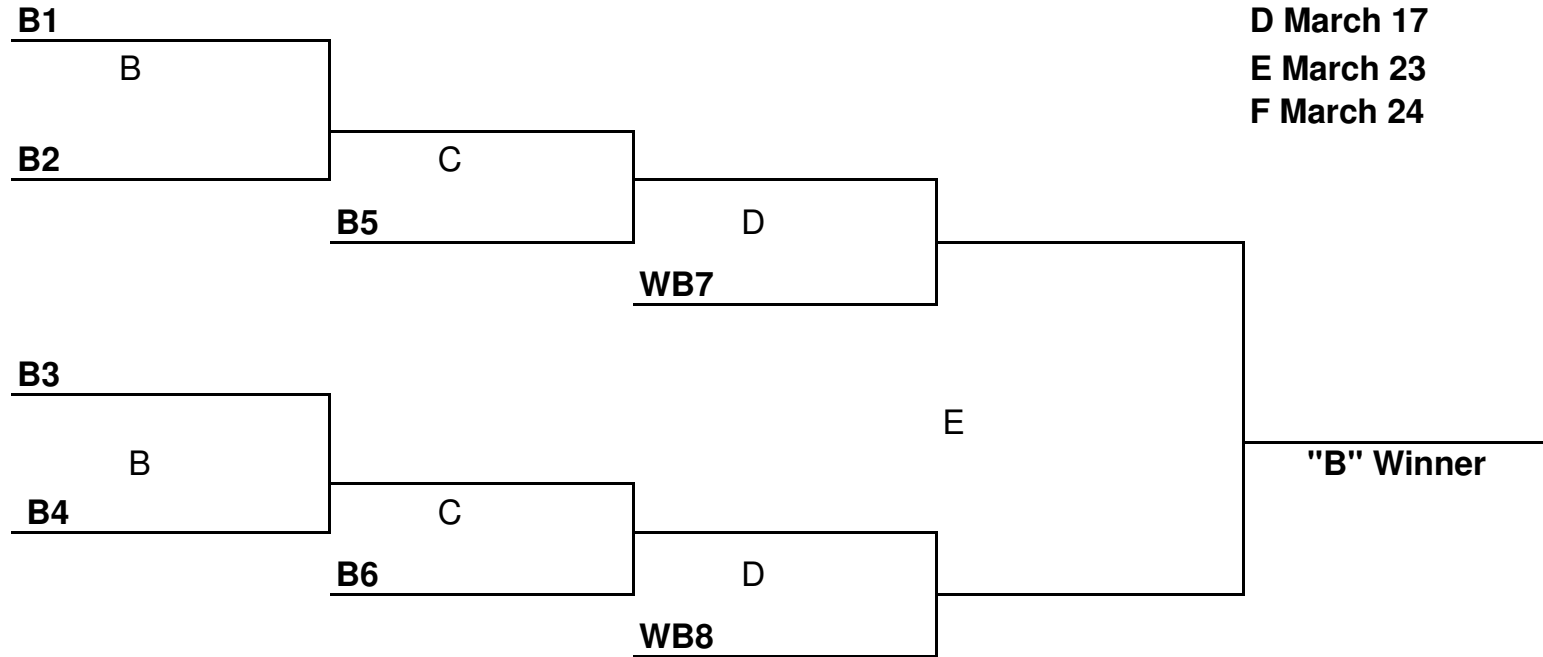 B1
D March 17
B
E March 23
F March 24
B2
C
B5
D
WB7
B3
E
B
"B" Winner
B4
C
B6
D
WB8